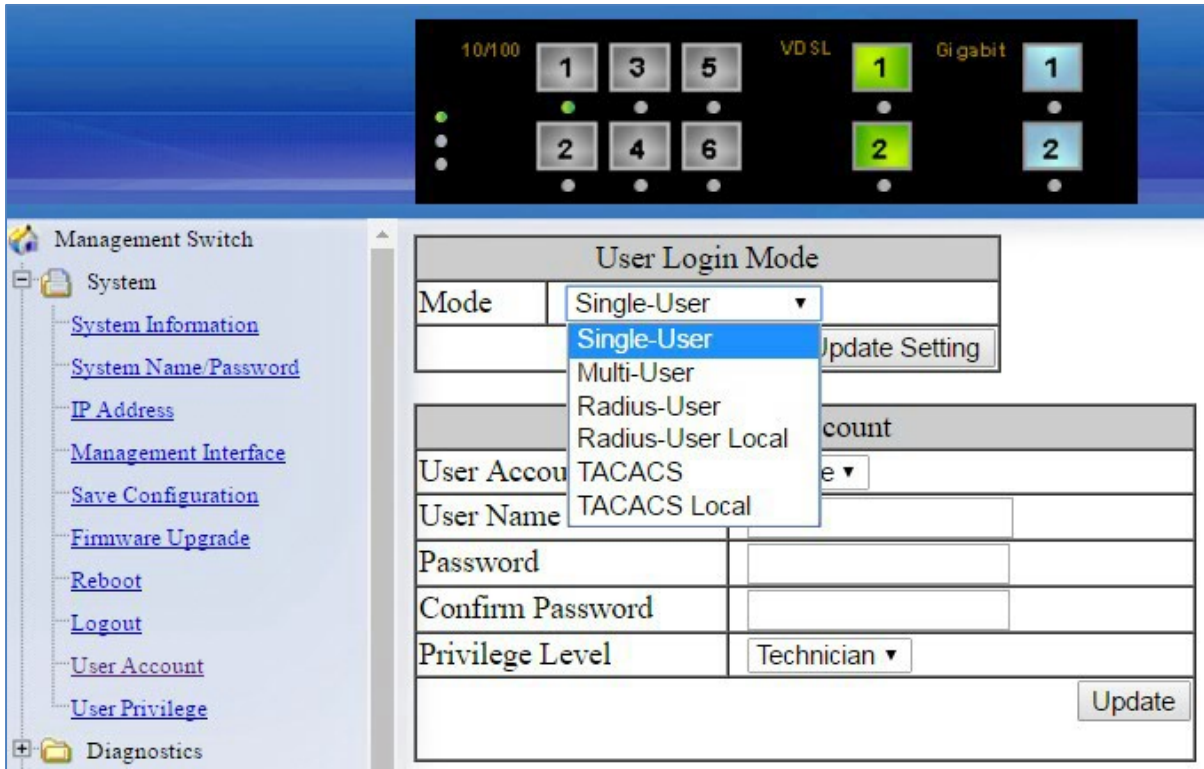 10/100 1 3 5 VDSL 1 Gigabit 1
2 4 6 2 2
Management Switch
System
System Information
System Name/Password
IP Address
Management Interface
Save Configuration
Firmware Upgrade
Reboot
Logout
User Account
User Privilege
Diagnostics
User Login Mode
Mode Single-User
Single-User
Multi-User
Radius-User
Radius-User Local
TACACS
TACACS Local
Update Setting
count
User Accou e
User Name
Password
Confirm Password
Privilege Level Technician
Update